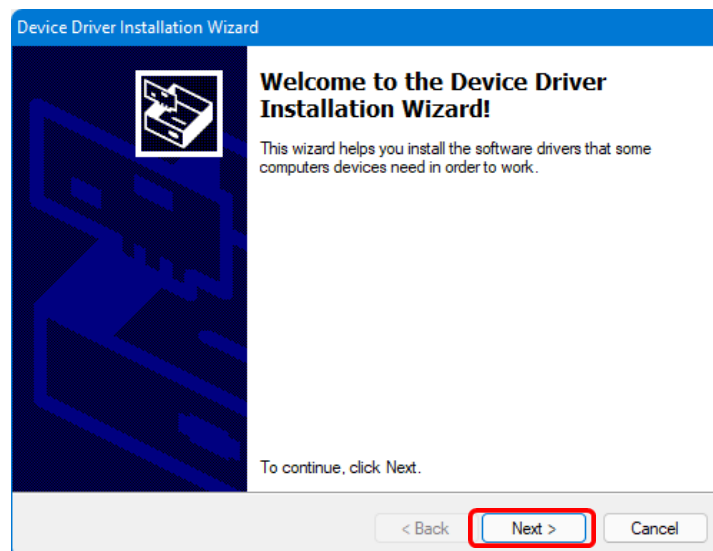 Device Driver Installation Wizard
Welcome to the Device Driver
Installation Wizard!
This wizard helps you install the software drivers that some
computers devices need in order to work.
To continue, click Next.
< Back
Next >
Cancel